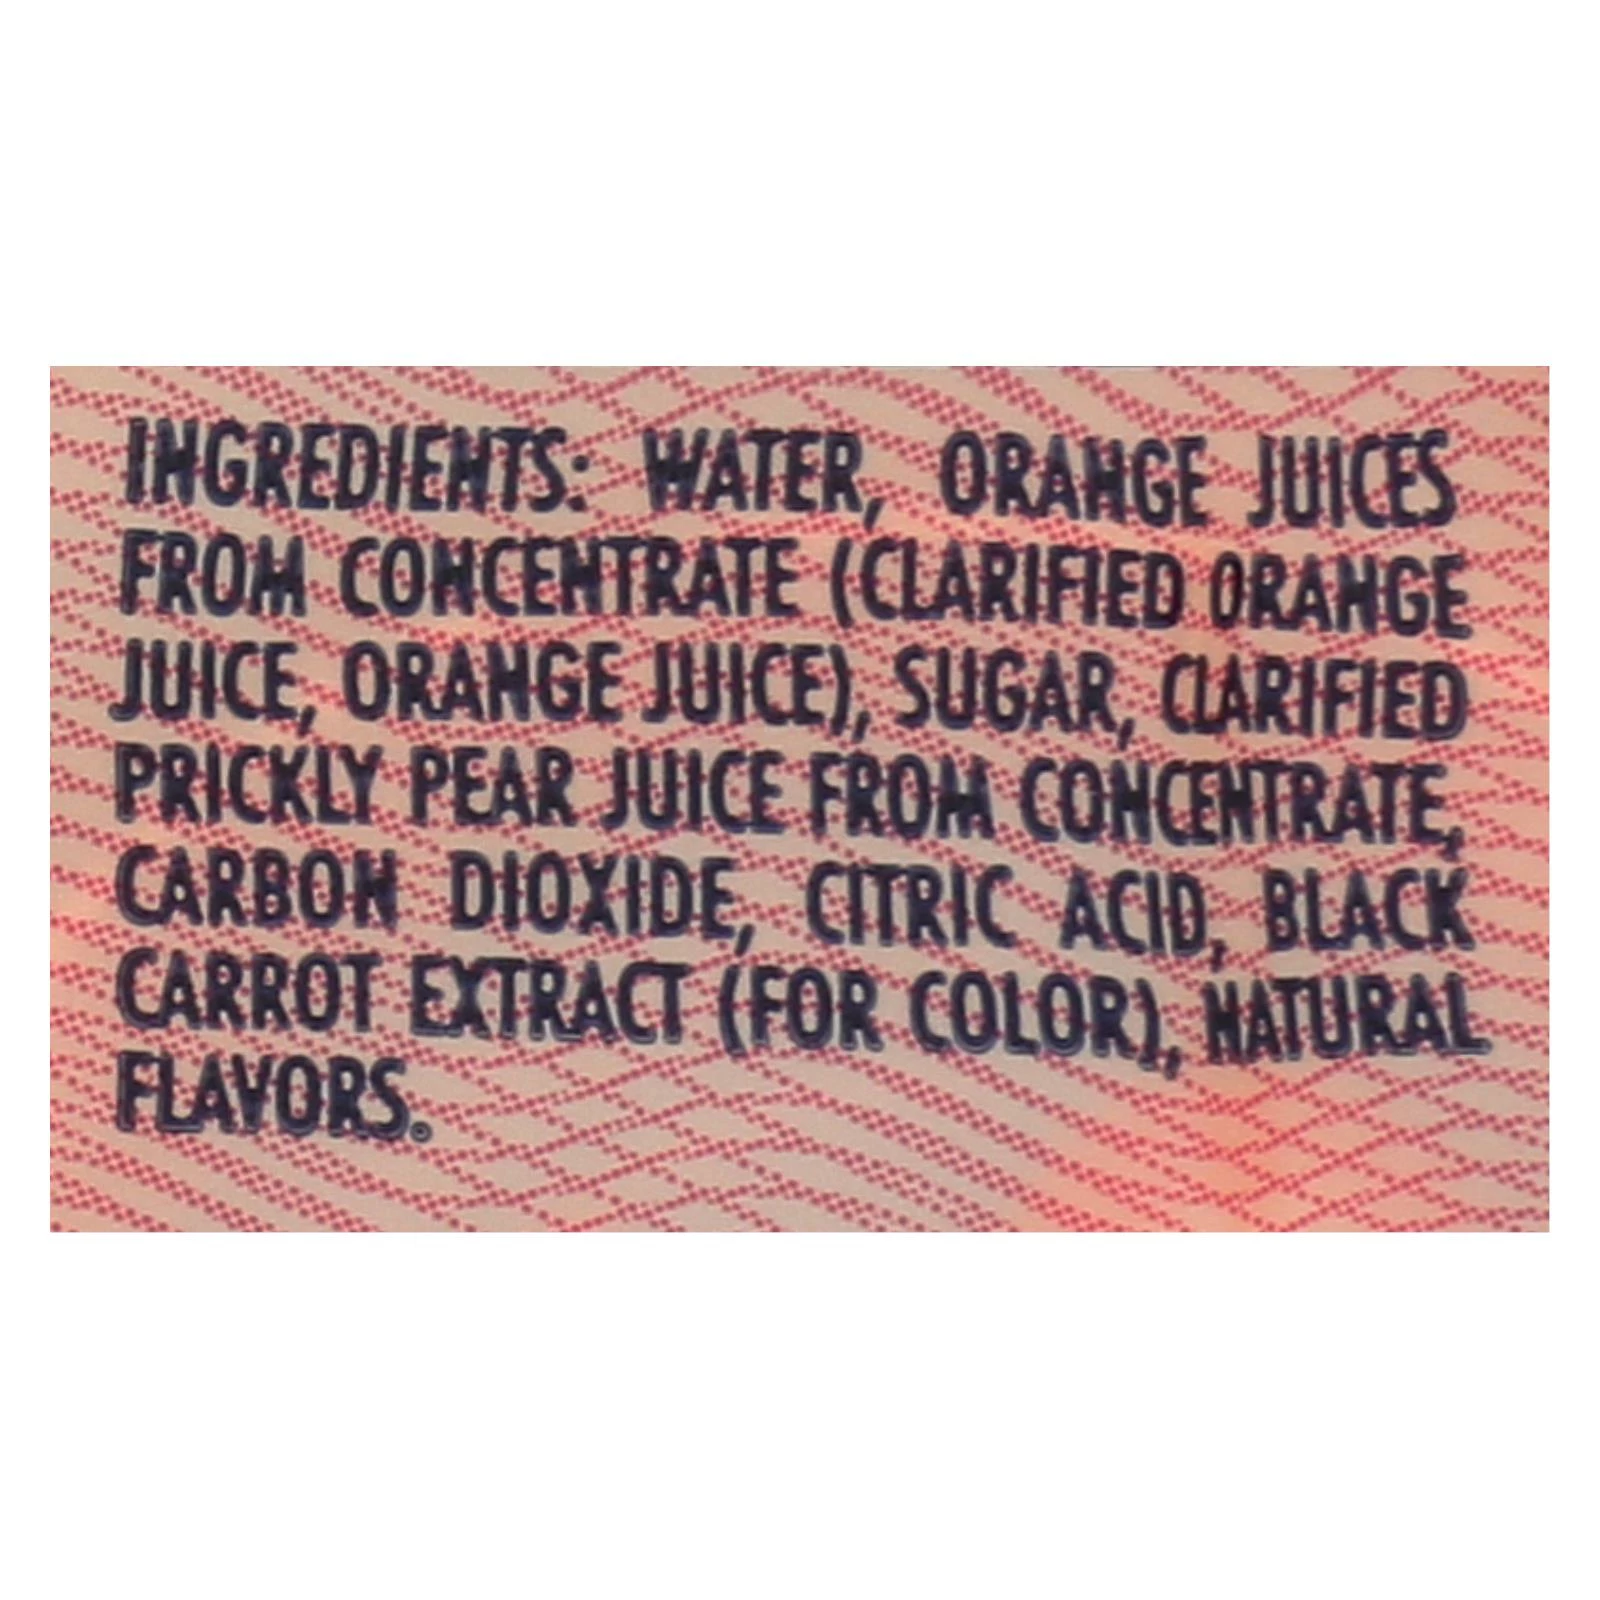 INGREDIENTS: WATER, ORANGE JUICES
FROM CONCENTRATE (CLARIFIED ORANGE
JUICE, ORANGE JUICE), SUGAR, CLARIFIED
PRICKLY PEAR JUICE FROM CONCENTRATE,
CARBON DIOXIDE, CITRIC ACID, BLACK
CARROT EXTRACT (FOR COLOR), NATURAL
FLAVORS.